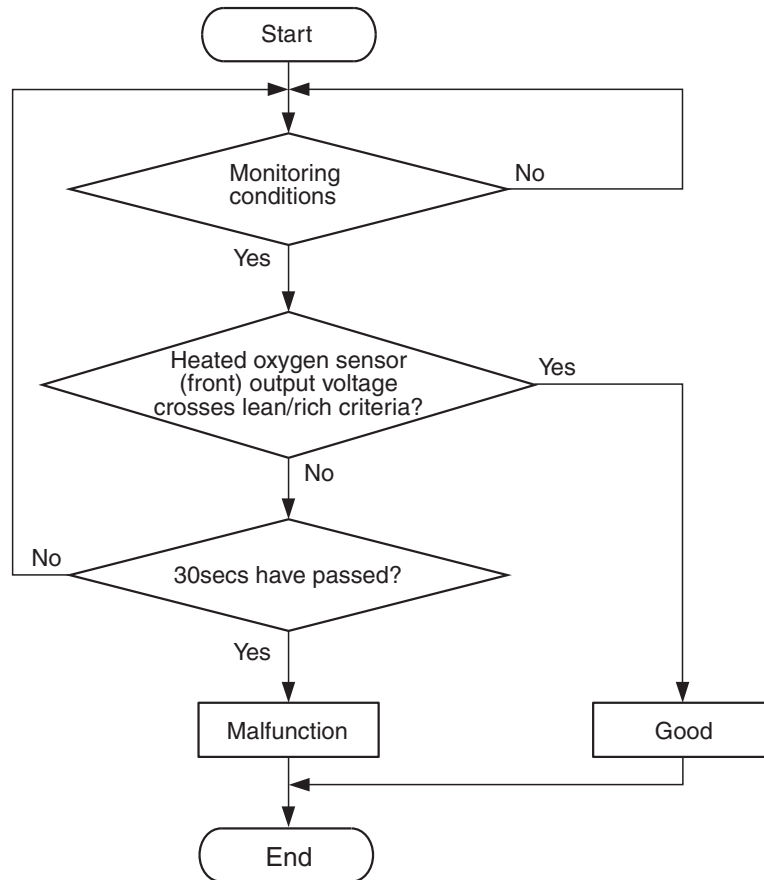 Start
Monitoring
conditions
No
Yes
Heated oxygen sensor
(front) output voltage
crosses lean/rich criteria?
Yes
No
No
30secs have passed?
Yes
Malfunction
Good
End